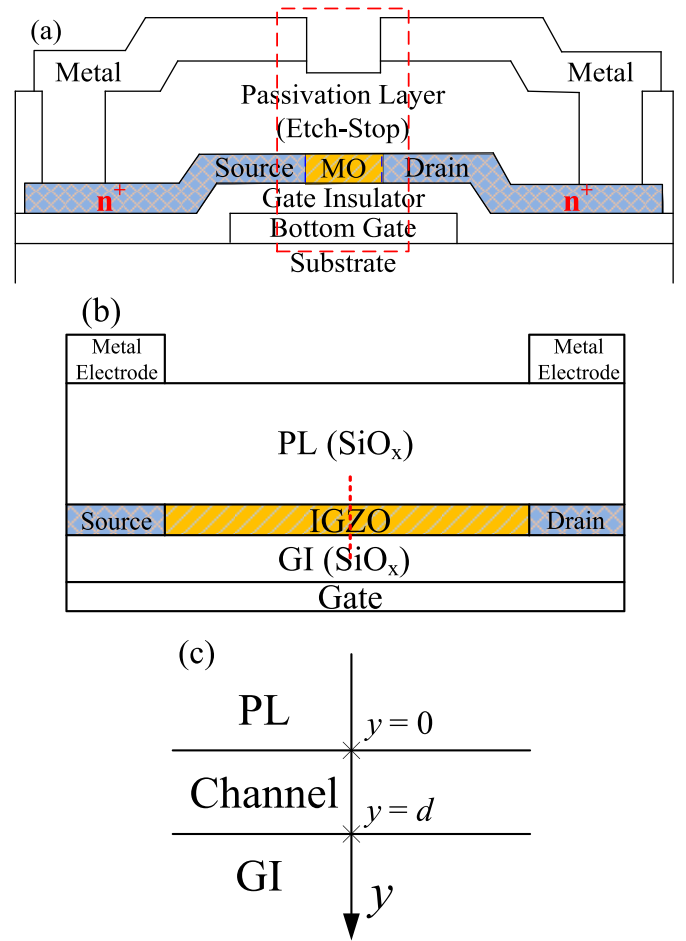 (a)
Metal
Metal
Passivation Layer
(Etch-Stop)
Source MO Drain
n⁺ Gate Insulator n⁺
Bottom Gate
Substrate
(b)
Metal
Electrode
Metal
Electrode
PL (SiOₓ)
Source IGZO Drain
GI (SiOₓ)
Gate
(c)
PL
y = 0
Channel
y = d
GI
y